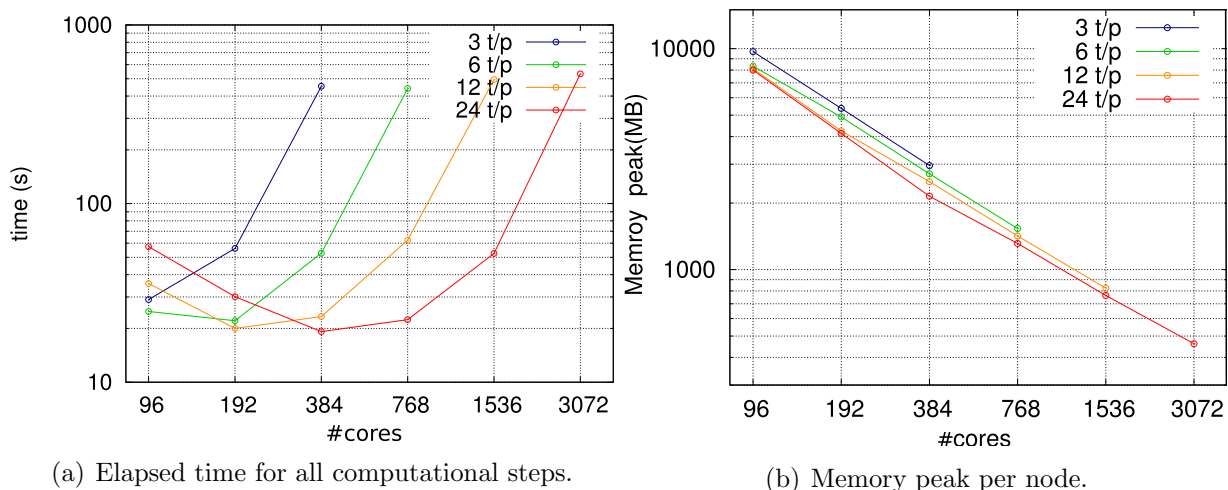 1000
100
10
time (s)
3 t/p
6 t/p
12 t/p
24 t/p
96 192 384 768 1536 3072
#cores
(a) Elapsed time for all computational steps.
10000
1000
Memroy peak(MB)
3 t/p
6 t/p
12 t/p
24 t/p
96 192 384 768 1536 3072
#cores
(b) Memory peak per node.